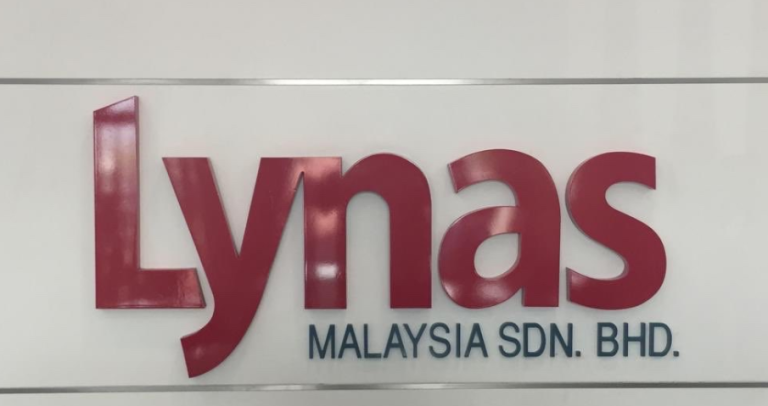 Lynas
MALAYSIA SDN. BHD.